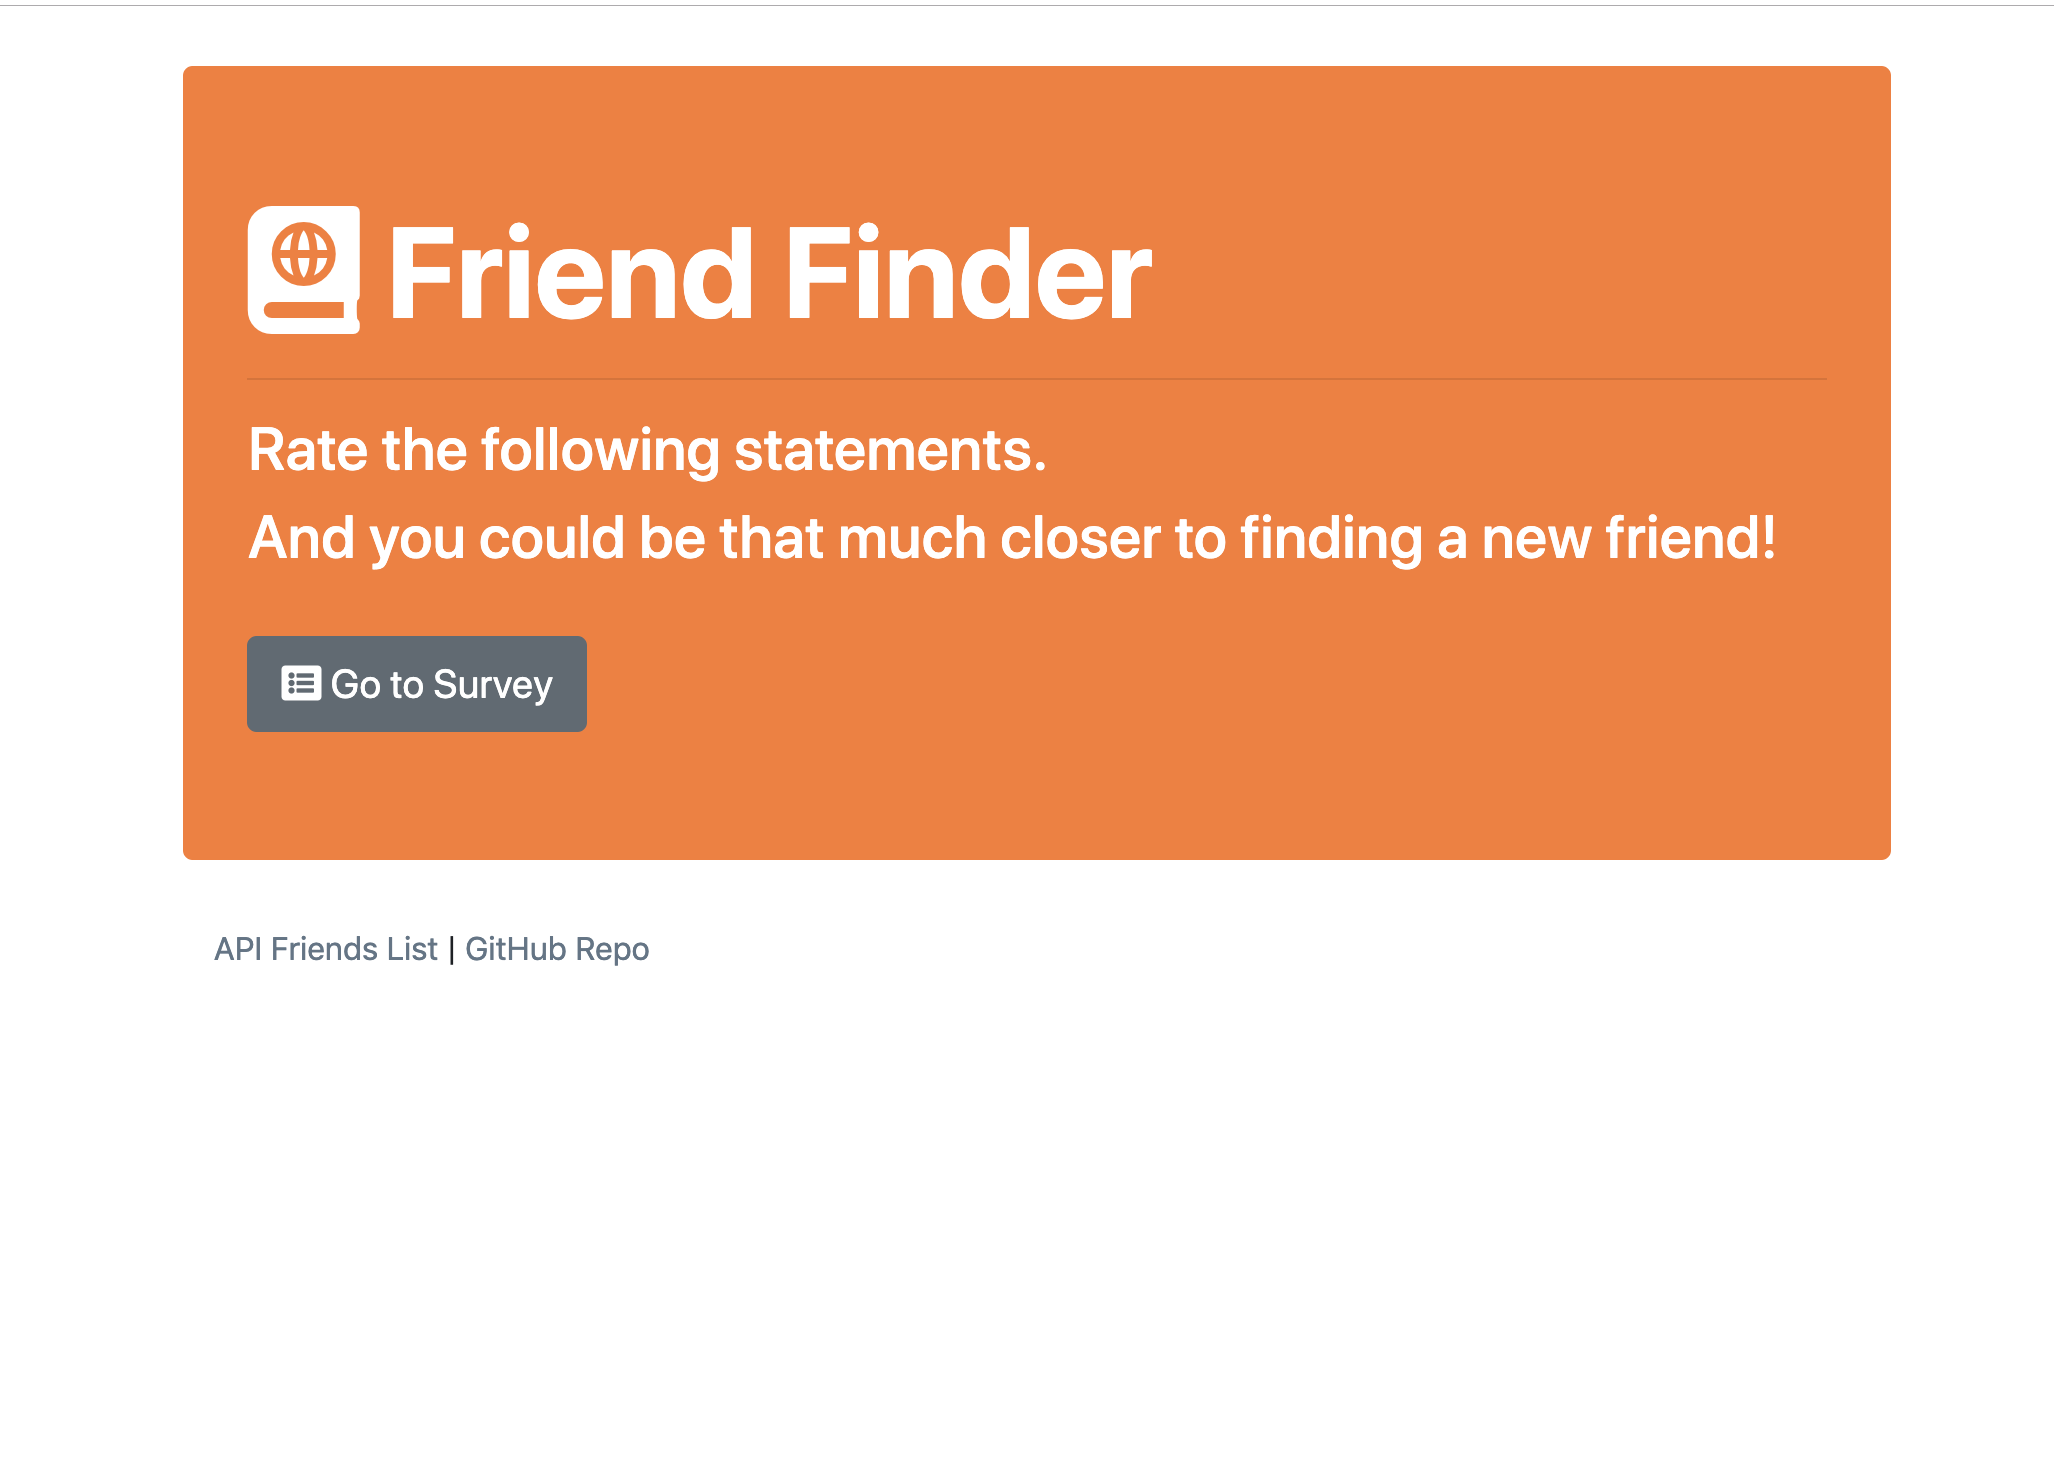 Friend Finder
Rate the following statements.
And you could be that much closer to finding a new friend!
Go to Survey
API Friends List | GitHub Repo